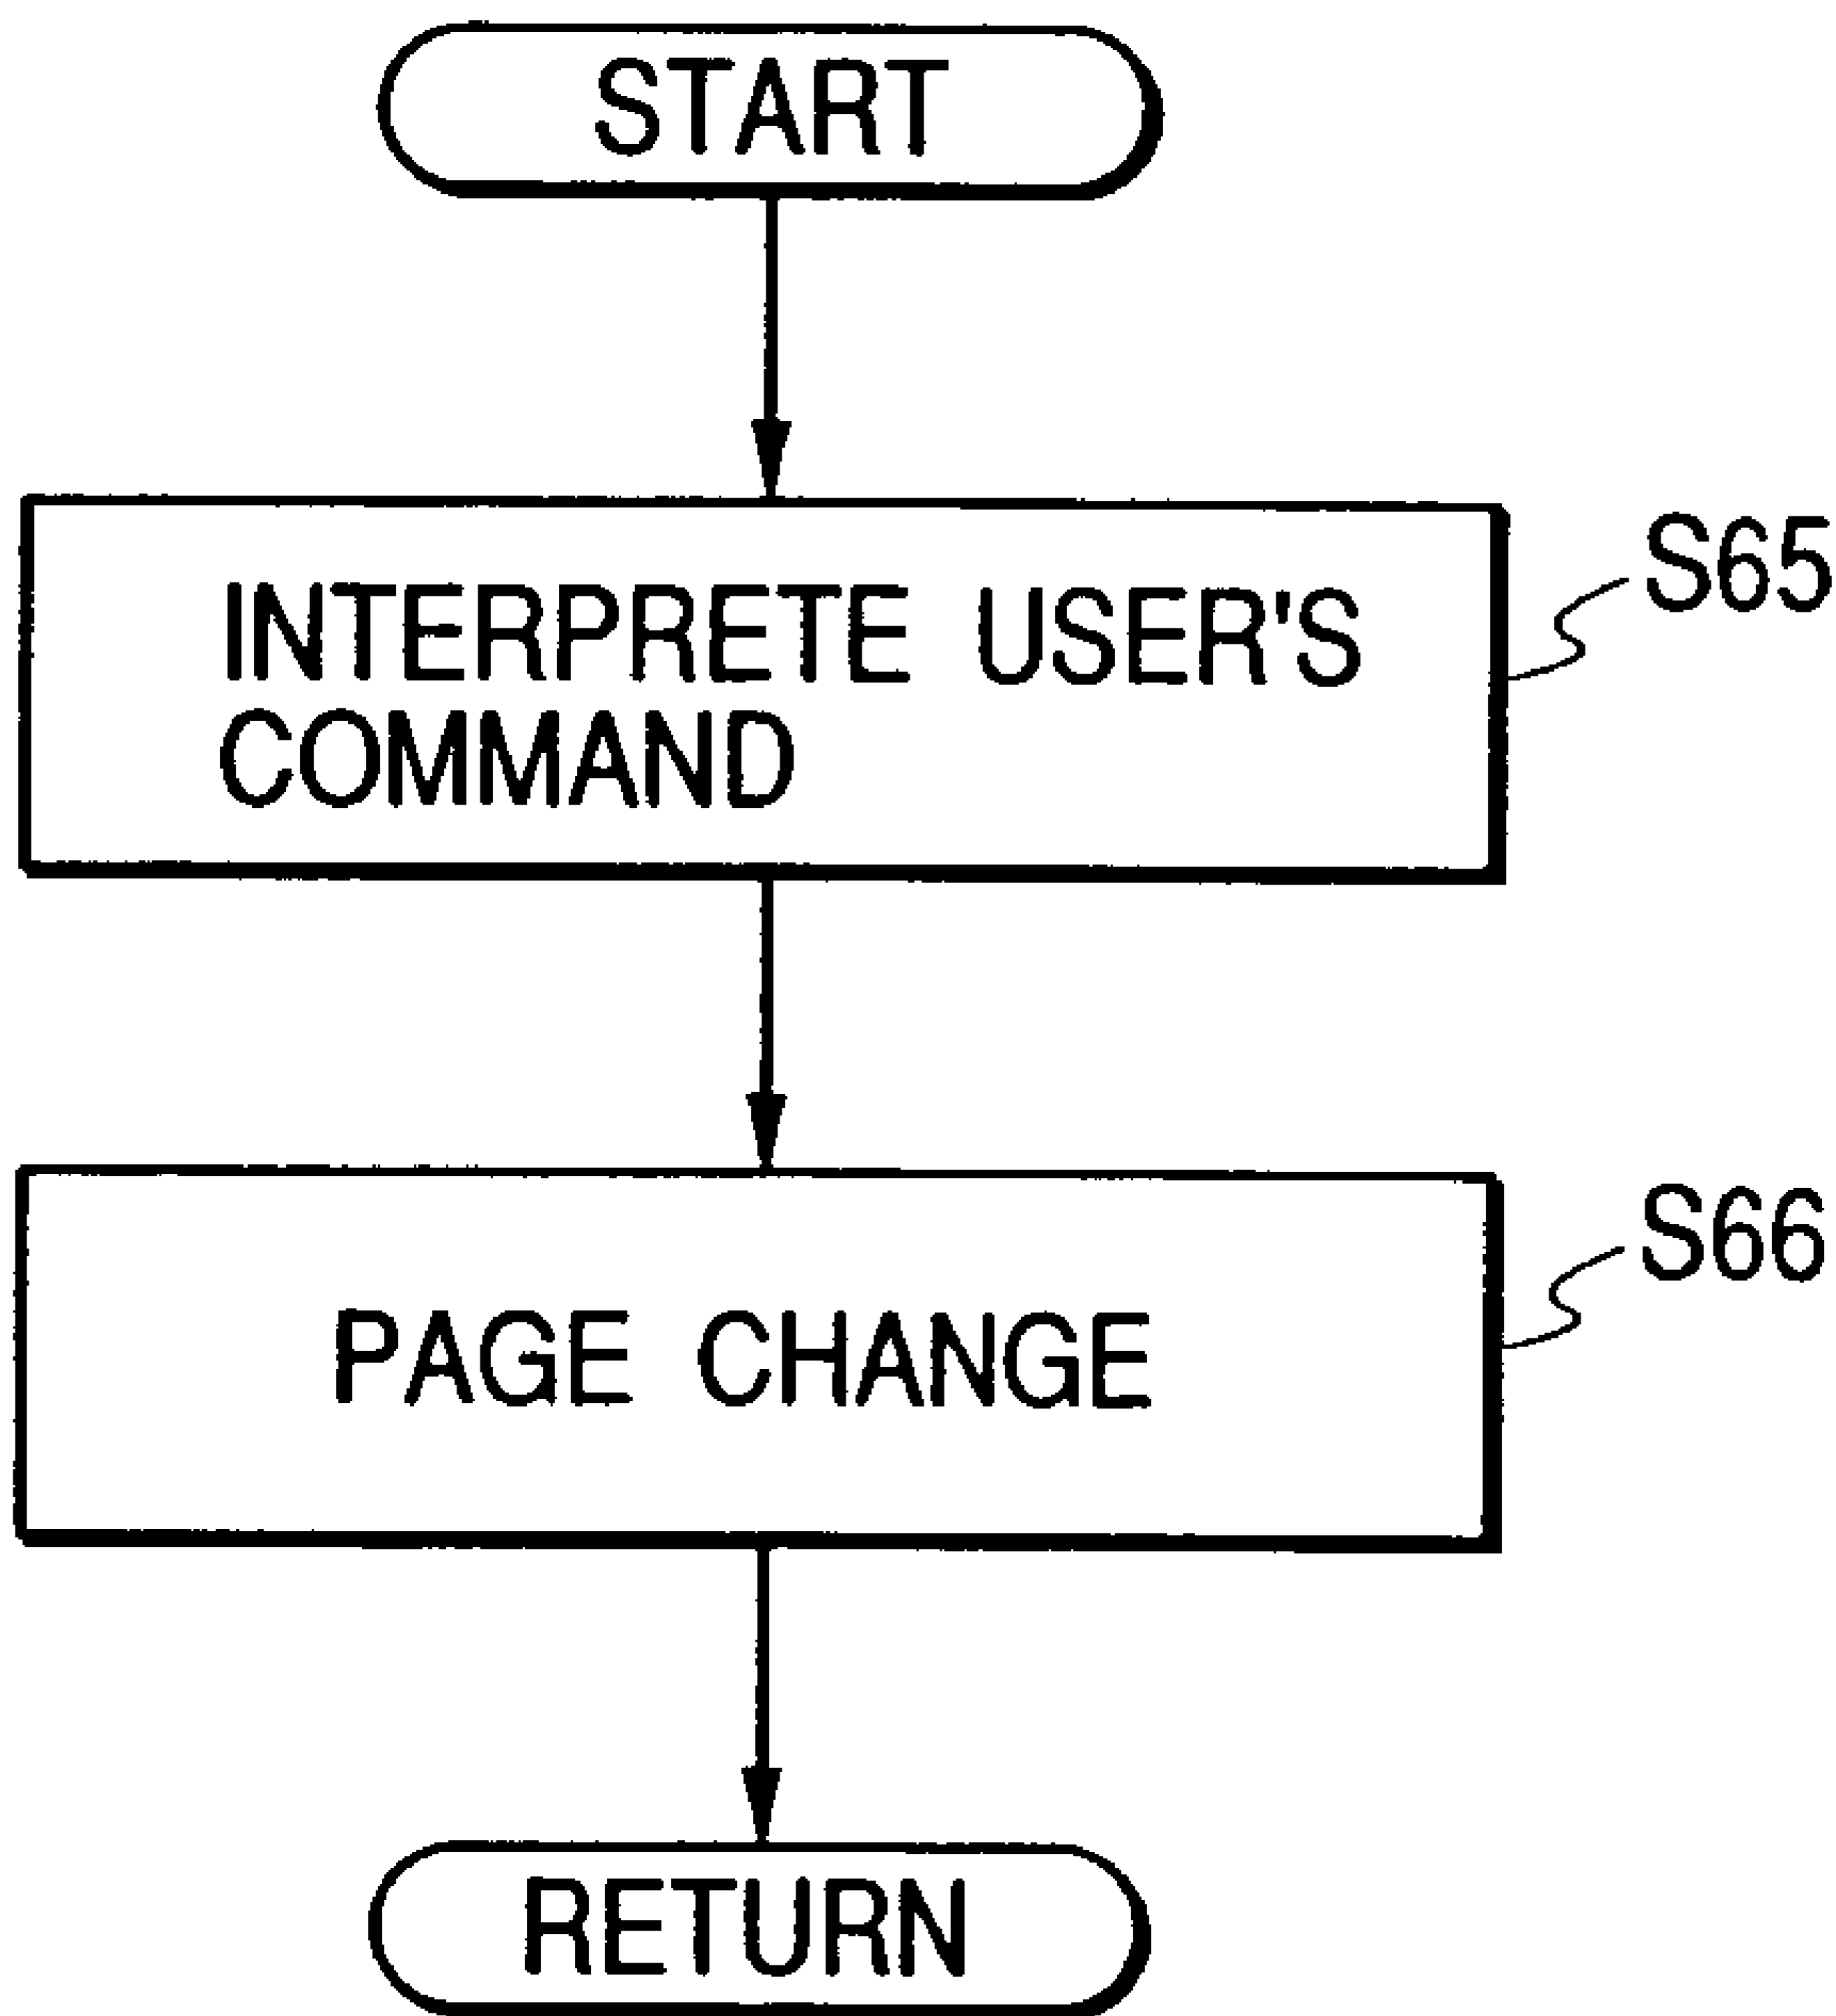 START
INTERPRETE USER'S
COMMAND
S65
PAGE CHANGE
S66
RETURN